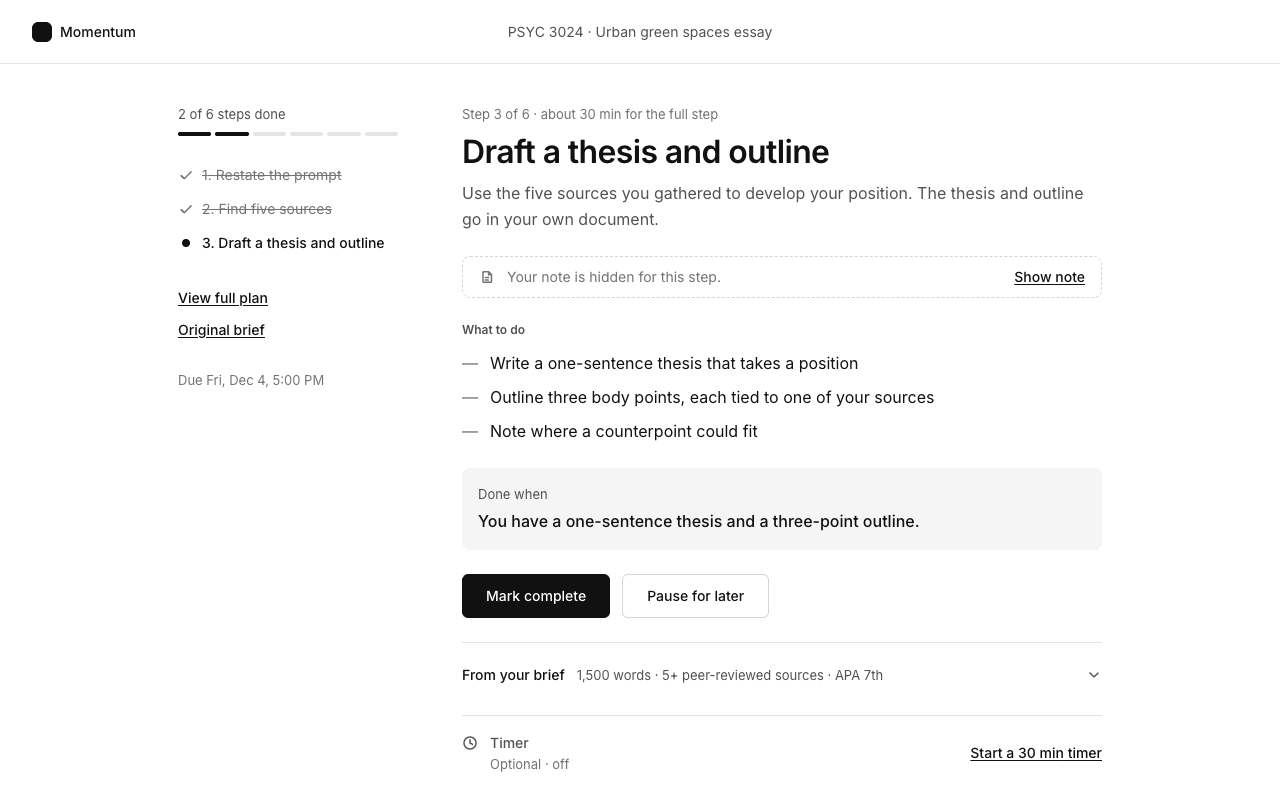 Momentum
PSYC 3024 · Urban green spaces essay
2 of 6 steps done
1. Restate the prompt
2. Find five sources
3. Draft a thesis and outline
View full plan
Original brief
Due Fri, Dec 4, 5:00 PM
Step 3 of 6 · about 30 min for the full step
Draft a thesis and outline
Use the five sources you gathered to develop your position. The thesis and outline
go in your own document.
Your note is hidden for this step.
Show note
What to do
— Write a one-sentence thesis that takes a position
— Outline three body points, each tied to one of your sources
— Note where a counterpoint could fit
Done when
You have a one-sentence thesis and a three-point outline.
Mark complete
Pause for later
From your brief 1,500 words · 5+ peer-reviewed sources · APA 7th
Timer
Optional · off
Start a 30 min timer